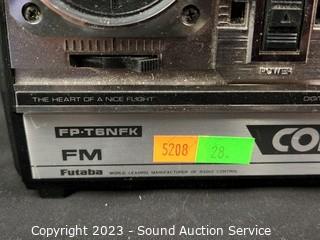 POWER
THE HEART OF A NICE FLIGHT
FP-T6NFK
FM
5208
28.
Futaba
WORLD LEADING MANUFACTURER OF RADIO CONTROL
Copyright © 2023 - Sound Auction Service